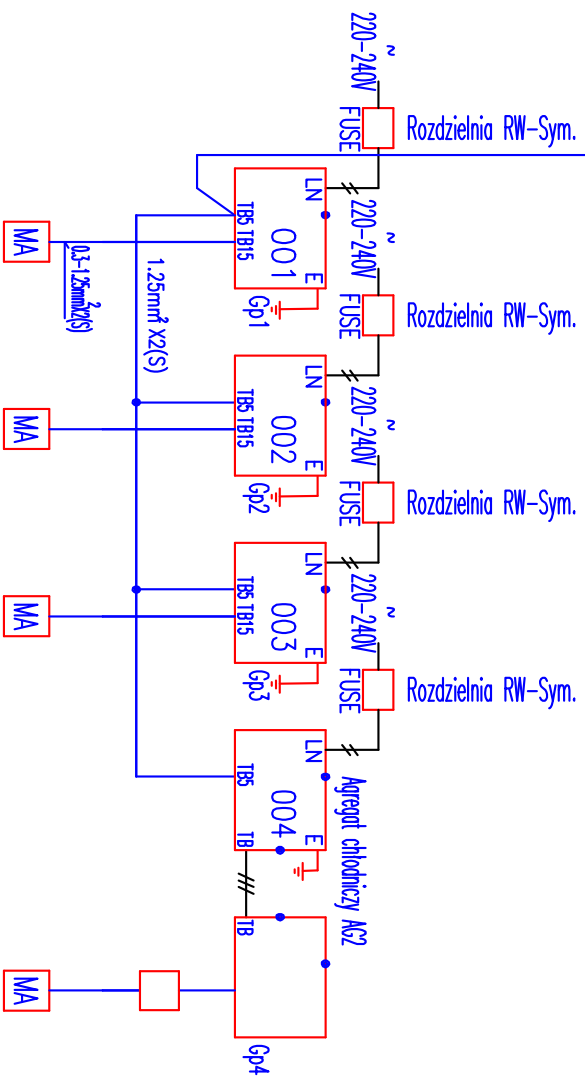 220-240V
~
FUSE
Rozdzielnia RW-Sym.
LN
001
E
TB5 TB15
Gp1
MA
0.3-1.25mm²x2(S)
1.25mm² X2(S)
220-240V
~
FUSE
Rozdzielnia RW-Sym.
LN
002
E
TB5 TB15
Gp2
MA
220-240V
~
FUSE
Rozdzielnia RW-Sym.
LN
003
E
TB5 TB15
Gp3
MA
220-240V
~
FUSE
Rozdzielnia RW-Sym.
LN
004
E
TB5
TB
Agregat chłodniczy AG2
TB
Gp4
MA